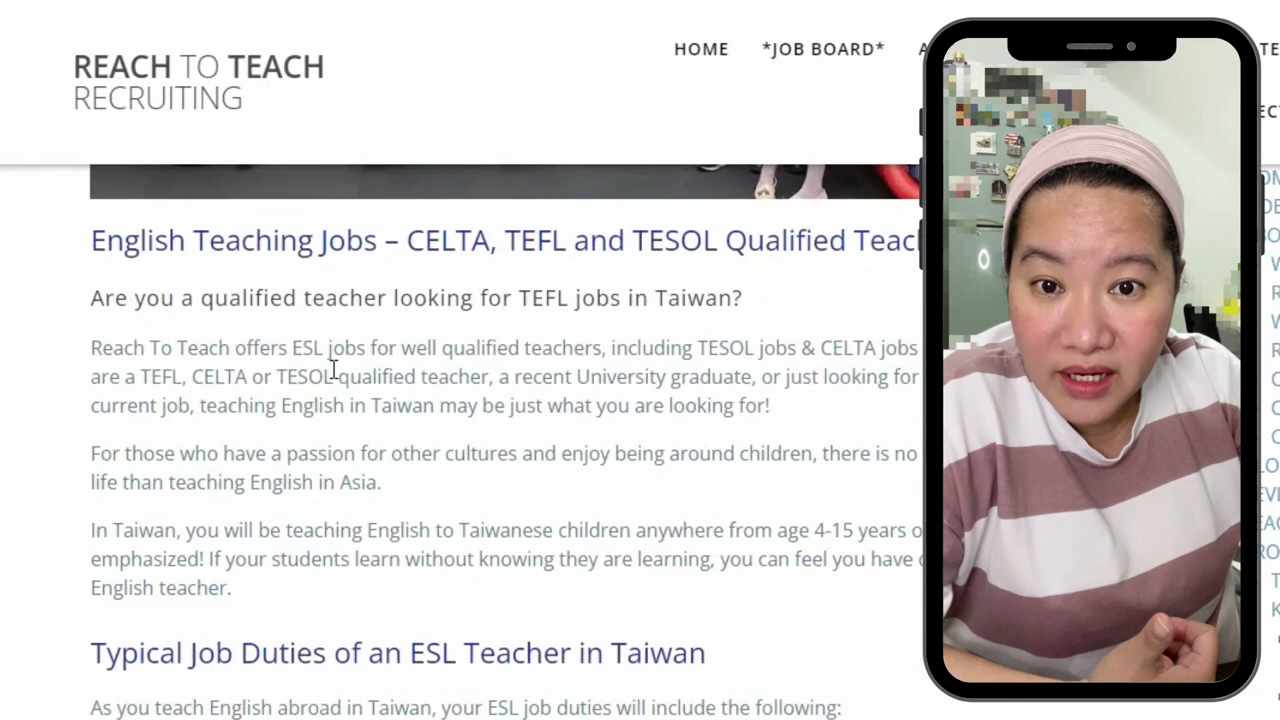 REACH TO TEACH
RECRUITING
HOME
*JOB BOARD*
English Teaching Jobs – CELTA, TEFL and TESOL Qualified
Are you a qualified teacher looking for TEFL jobs in Taiwan?
Reach To Teach offers ESL jobs for well qualified teachers, including TESOL jobs & CELTA jobs
are a TEFL, CELTA or TESOL qualified teacher, a recent University graduate, or just looking for
current job, teaching English in Taiwan may be just what you are looking for!
For those who have a passion for other cultures and enjoy being around children, there is no
life than teaching English in Asia.
In Taiwan, you will be teaching English to Taiwanese children anywhere from age 4-15 years
emphasized! If your students learn without knowing they are learning, you can feel you have
English teacher.
Typical Job Duties of an ESL Teacher in Taiwan
As you teach English abroad in Taiwan, your ESL job duties will include the following: